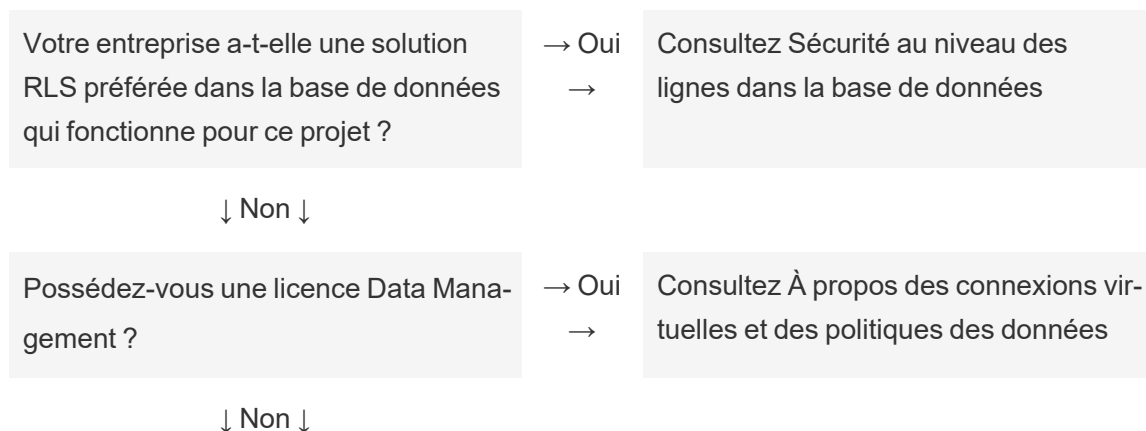 Votre entreprise a-t-elle une solution
RLS préférée dans la base de données
qui fonctionne pour ce projet ?
→ Oui
→
Consultez Sécurité au niveau des
lignes dans la base de données
↓ Non ↓
Possédez-vous une licence Data Mana-
gement ?
→ Oui
→
Consultez À propos des connexions vir-
tuelles et des politiques des données
↓ Non ↓